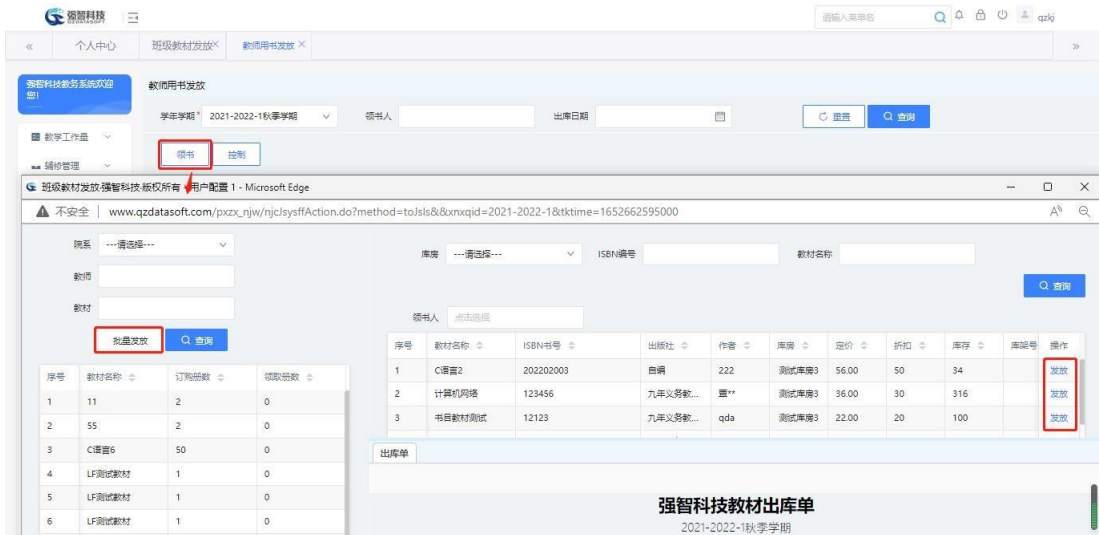 强智科技
QZDATASOFT
请输入菜单名
qzkj
个人中心
班级教材发放×
教师用书发放 ×
强智科技教务系统欢迎您!
教学工作量
辅修管理
教师用书发放
学年学期* 2021-2022-1秋季学期
领书人
出库日期
重置
查询
领书
控制
班级教材发放-强智科技-版权所有 - 用户配置 1 - Microsoft Edge
不安全 | www.qzdatasoft.com/pxzx_njw/njcJsysffAction.do?method=toJsls&&xnxqid=2021-2022-1&tktime=1652662595000
院系 ---请选择---
教师
教材
批量发放
查询
序号 教材名称 订购册数 领取册数
1 11 2 0
2 55 2 0
3 C语言6 50 0
4 LF测试教材 1 0
5 LF测试教材 1 0
6 LF测试教材 1 0
库房 ---请选择---
ISBN编号
教材名称
查询
领书人 点击选择
序号 教材名称 ISBN书号 出版社 作者 库房 定价 折扣 库存 库架号 操作
1 C语言2 202202003 自编 222 测试库房3 56.00 50 34 发放
2 计算机网络 123456 九年义务教... 覃** 测试库房3 36.00 30 316 发放
3 书目教材测试 12123 九年义务教... qda 测试库房3 22.00 20 100 发放
出库单
强智科技教材出库单
2021-2022-1秋季学期